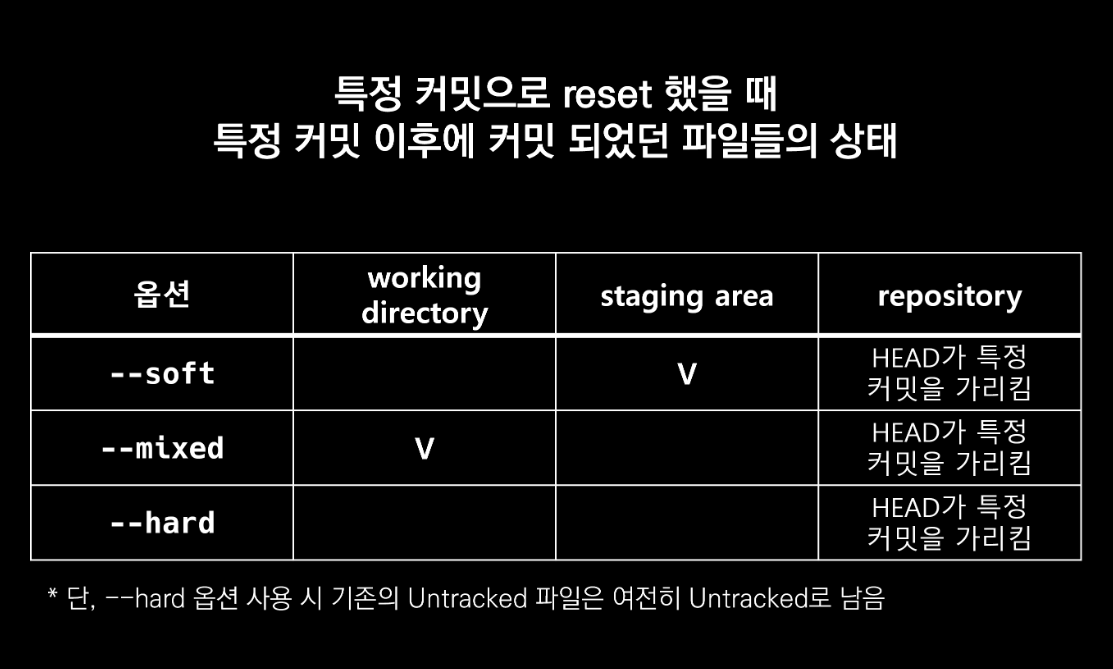 특정 커밋으로 reset 했을 때
특정 커밋 이후에 커밋 되었던 파일들의 상태
옵션
working
directory
staging area
repository
--soft
V
HEAD가 특정
커밋을 가리킴
--mixed
V
HEAD가 특정
커밋을 가리킴
--hard
HEAD가 특정
커밋을 가리킴
* 단, --hard 옵션 사용 시 기존의 Untracked 파일은 여전히 Untracked로 남음